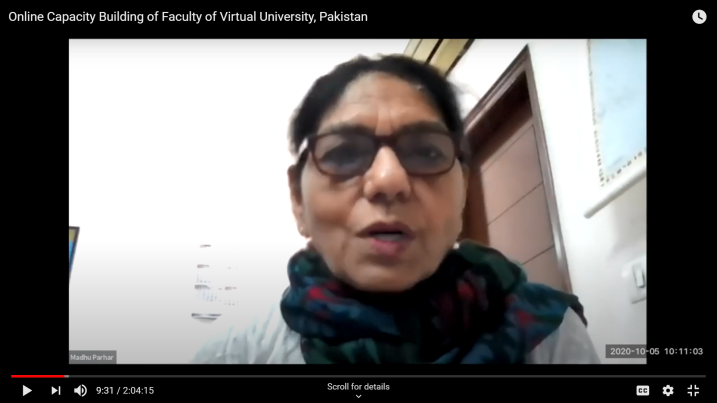 Online Capacity Building of Faculty of Virtual University, Pakistan
Madhu Parhar
2020-10-05 10:11:03
9:31 / 2:04:15
Scroll for details
CC